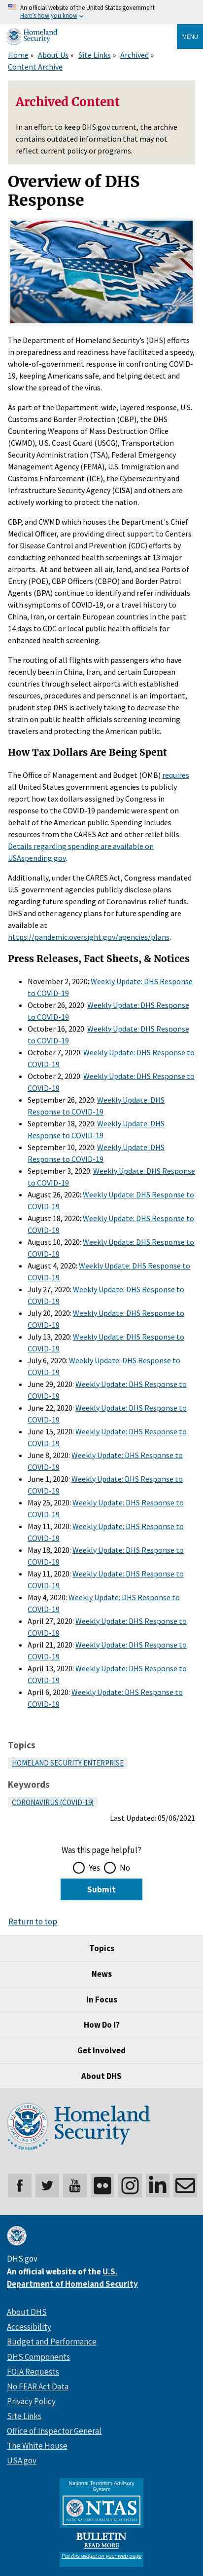 An official website of the United States government
Here's how you know
Homeland
Security
MENU
Home » About Us » Site Links » Archived »
Content Archive
Archived Content
In an effort to keep DHS.gov current, the archive
contains outdated information that may not
reflect current policy or programs.
Overview of DHS
Response
The Department of Homeland Security’s (DHS) efforts
in preparedness and readiness have facilitated a speedy,
whole-of-government response in confronting COVID-
19, keeping Americans safe, and helping detect and
slow the spread of the virus.
As part of the Department-wide, layered response, U.S.
Customs and Border Protection (CBP), the DHS
Countering Weapons of Mass Destruction Office
(CWMD), U.S. Coast Guard (USCG), Transportation
Security Administration (TSA), Federal Emergency
Management Agency (FEMA), U.S. Immigration and
Customs Enforcement (ICE), the Cybersecurity and
Infrastructure Security Agency (CISA) and others are
actively working to protect the nation.
CBP, and CWMD which houses the Department's Chief
Medical Officer, are providing direct support to Centers
for Disease Control and Prevention (CDC) efforts by
conducting enhanced entry screening efforts at 13
airports. At air, land and sea, including land Ports of
Entry (POE), CBP Officers (CBPO) and Border Patrol
Agents (BPA) continue to identify and refer individuals
with symptoms of COVID-19, or a travel history to
China, Iran, or certain European countries in the past
14 days to CDC or local public health officials for
enhanced health screening.
The routing of all flights with passengers who have
recently been in China, Iran, and certain European
countries through select airports with established
resources, procedures and personnel is an important,
prudent step DHS is actively taking to decrease the
strain on public health officials screening incoming
travelers. These efforts continue every day.
How Tax Dollars Are Being Spent
The Office of Management and Budget (OMB) requires
all government agencies receiving relief dollars to
publicly report how tax dollars assigned to Congress in
response to the COVID-19 pandemic were spent on a
monthly basis. Spending includes supplemental money
resources from the CARES Act and other relief bills.
Details regarding spending are available on
USAspending.gov.
Additionally, under the CARES Act, Congress mandated
U.S. government agencies publicly disclose plans
regarding how they plan to use COVID-19 relief funds.
DHS and other agency plans for using these funds for
future spending are available
at
https://pandemic.oversight.gov/agencies/plans.
Press Releases, Fact Sheets, & Notices
November 2, 2020: Weekly Update: DHS Response
to COVID-19
October 26, 2020: Weekly Update: DHS Response
to COVID-19
October 16, 2020: Weekly Update: DHS Response
to COVID-19
October 7, 2020: Weekly Update: DHS Response to
COVID-19
October 2, 2020: Weekly Update: DHS Response to
COVID-19
September 26, 2020: Weekly Update: DHS
Response to COVID-19
September 18, 2020: Weekly Update: DHS
Response to COVID-19
September 10, 2020: Weekly Update: DHS
Response to COVID-19
September 3, 2020: Weekly Update: DHS Response
to COVID-19
August 26, 2020: Weekly Update: DHS Response to
COVID-19
August 18, 2020: Weekly Update: DHS Response to
COVID-19
August 10, 2020: Weekly Update: DHS Response to
COVID-19
August 4, 2020: Weekly Update: DHS Response to
COVID-19
July 27, 2020: Weekly Update: DHS Response to
COVID-19
July 20, 2020: Weekly Update: DHS Response to
COVID-19
July 13, 2020: Weekly Update: DHS Response to
COVID-19
July 6, 2020: Weekly Update: DHS Response to
COVID-19
June 29, 2020: Weekly Update: DHS Response to
COVID-19
June 22, 2020: Weekly Update: DHS Response to
COVID-19
June 15, 2020: Weekly Update: DHS Response to
COVID-19
June 8, 2020: Weekly Update: DHS Response to
COVID-19
June 1, 2020: Weekly Update: DHS Response to
COVID-19
May 25, 2020: Weekly Update: DHS Response to
COVID-19
May 11, 2020: Weekly Update: DHS Response to
COVID-19
May 18, 2020: Weekly Update: DHS Response to
COVID-19
May 11, 2020: Weekly Update: DHS Response to
COVID-19
May 4, 2020: Weekly Update: DHS Response to
COVID-19
April 27, 2020: Weekly Update: DHS Response to
COVID-19
April 21, 2020: Weekly Update: DHS Response to
COVID-19
April 13, 2020: Weekly Update: DHS Response to
COVID-19
April 6, 2020: Weekly Update: DHS Response to
COVID-19
Topics
HOMELAND SECURITY ENTERPRISE
Keywords
CORONAVIRUS (COVID-19)
Last Updated: 05/06/2021
Was this page helpful?
Yes No
Submit
Return to top
Topics
News
In Focus
How Do I?
Get Involved
About DHS
Homeland
Security
DHS.gov
An official website of the U.S.
Department of Homeland Security
About DHS
Accessibility
Budget and Performance
DHS Components
FOIA Requests
No FEAR Act Data
Privacy Policy
Site Links
Office of Inspector General
The White House
USA.gov
National Terrorism Advisory
System
NTAS
BULLETIN
READ MORE
Put this widget on your web page